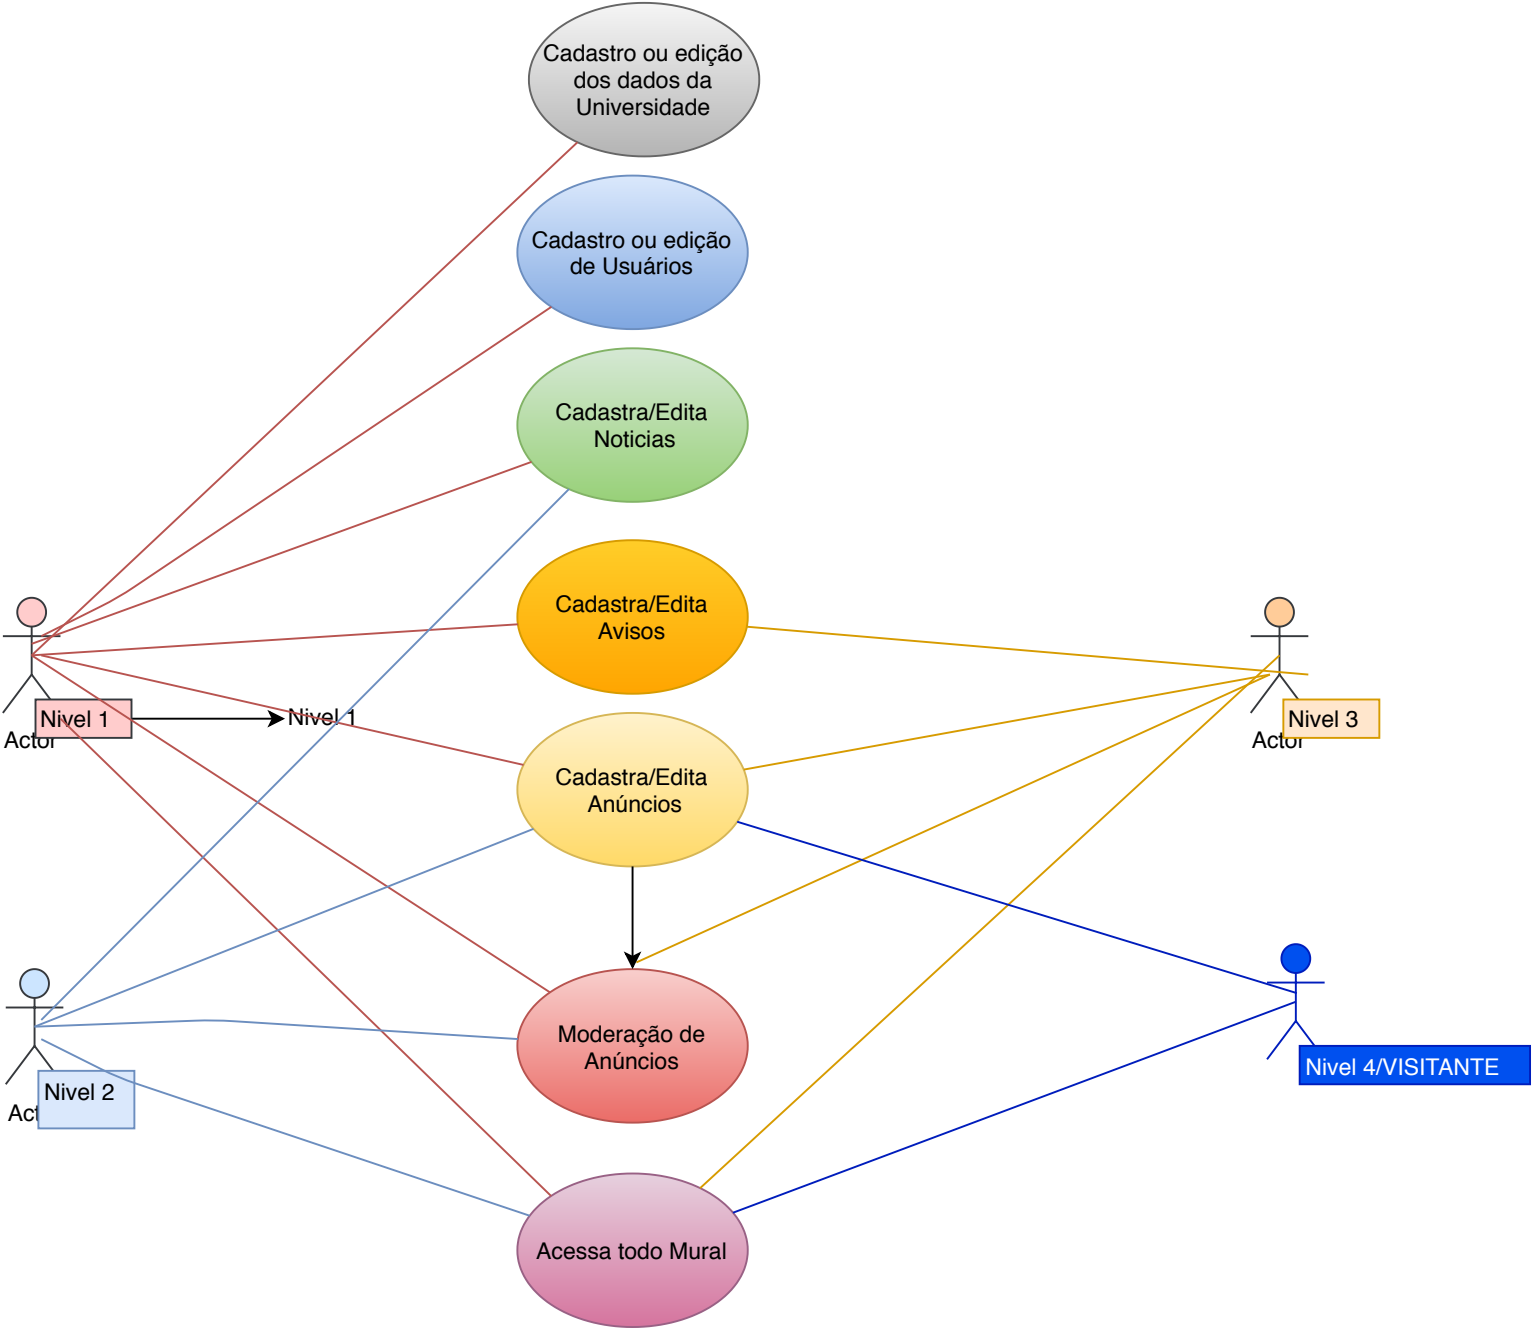 Cadastro ou edição
dos dados da
Universidade
Cadastro ou edição
de Usuários
Cadastra/Edita
Noticias
Cadastra/Edita
Avisos
Nivel 1
Nivel 1
Actor
Nivel 3
Actor
Cadastra/Edita
Anúncios
Moderação de
Anúncios
Nivel 4/VISITANTE
Nivel 2
Act
Acessa todo Mural